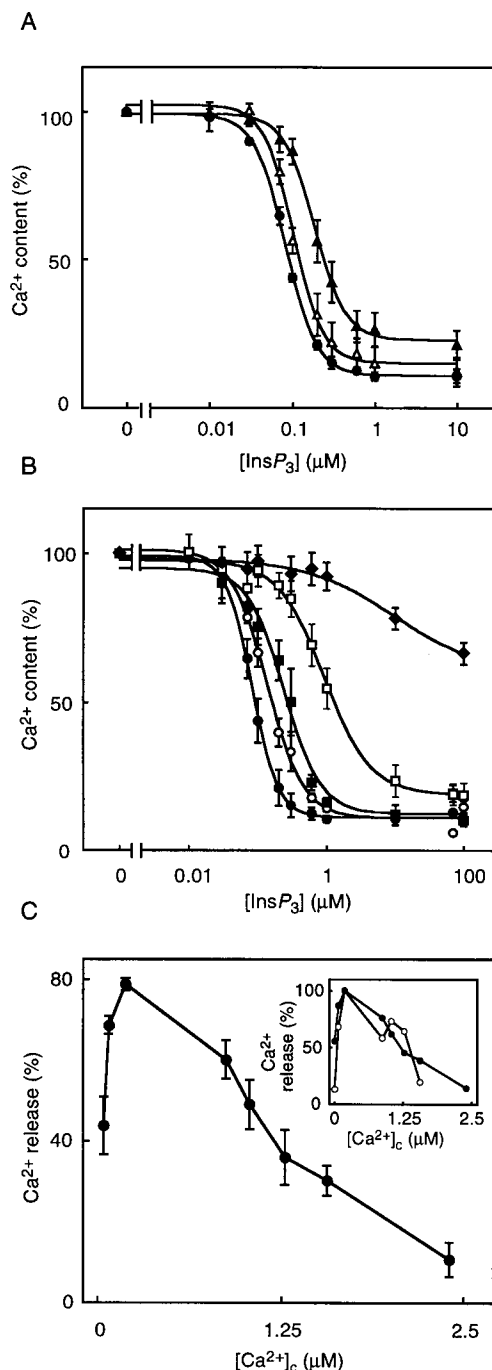 A
Ca²⁺ content (%)
100
50
0
0 0.01 0.1 1 10
[InsP₃] (μM)
B
Ca²⁺ content (%)
100
50
0
0 0.01 1 100
[InsP₃] (μM)
C
Ca²⁺ release (%)
80
40
0
0 1.25 2.5
[Ca²⁺]c (μM)
Ca²⁺
release (%)
100
50
0
0 1.25 2.5
[Ca²⁺]c (μM)